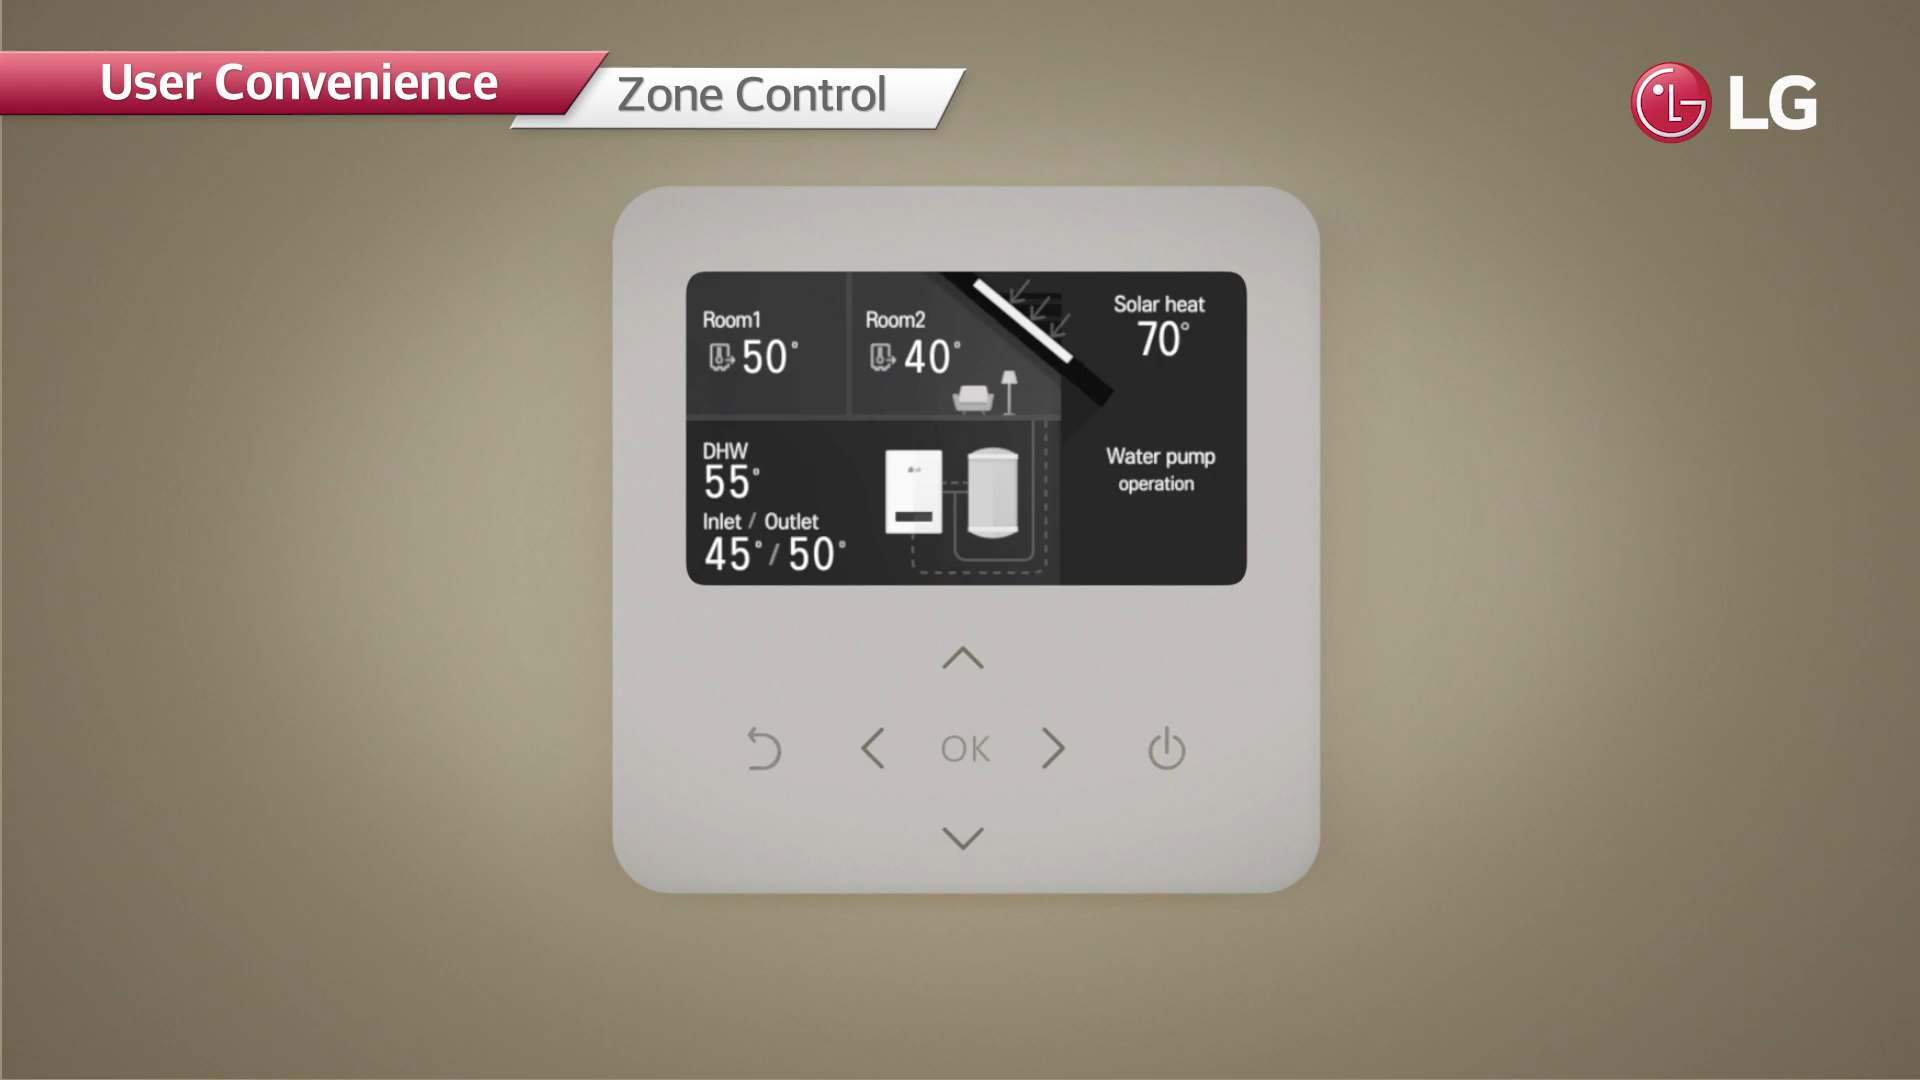 User Convenience
Zone Control
LG
Room1
50°
Room2
40°
Solar heat
70°
DHW
55°
Inlet / Outlet
45° / 50°
Water pump
operation
OK